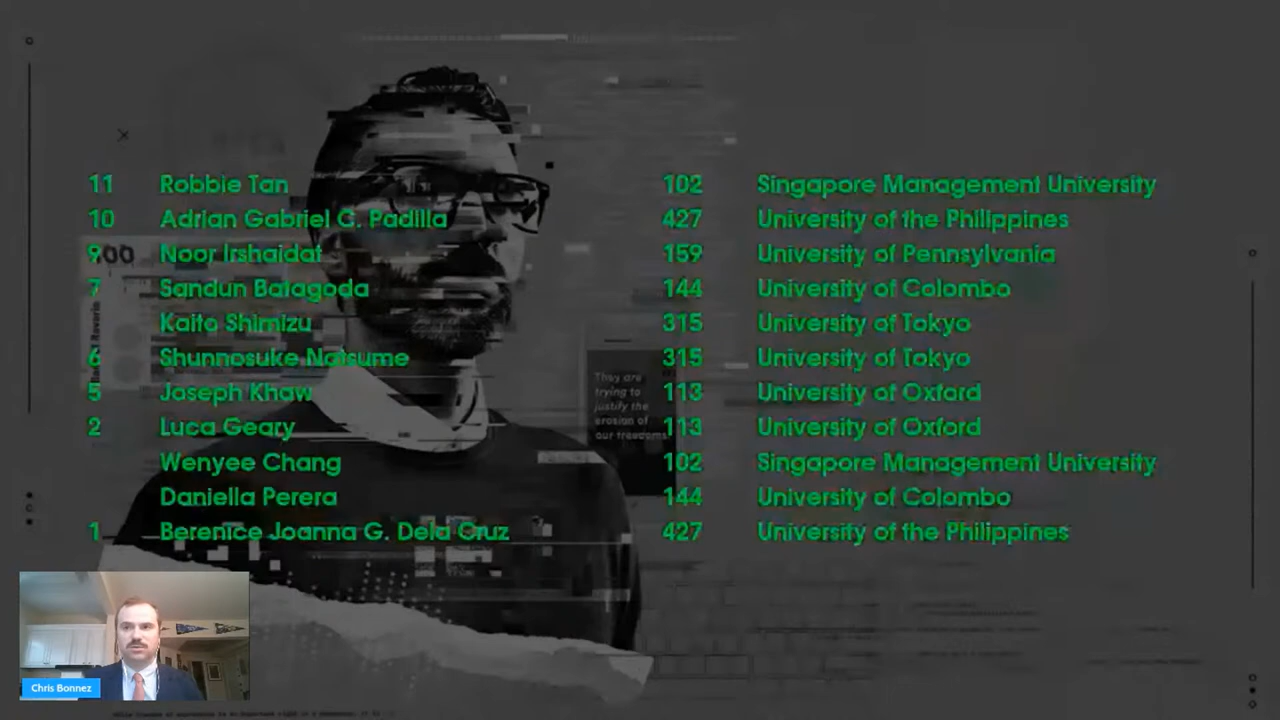 11 Robbie Tan 102 Singapore Management University
10 Adrian Gabriel C. Padilla 427 University of the Philippines
9 Noor Irshaidat 159 University of Pennsylvania
7 Sandun Batagoda 144 University of Colombo
Kaito Shimizu 315 University of Tokyo
6 Shunnosuke Natsume 315 University of Tokyo
5 Joseph Khaw 113 University of Oxford
2 Luca Geary 113 University of Oxford
Wenyee Chang 102 Singapore Management University
Daniella Perera 144 University of Colombo
1 Berenice Joanna G. Dela Cruz 427 University of the Philippines
They are
trying to
justify the
erosion of
our freedoms
Chris Bonnez